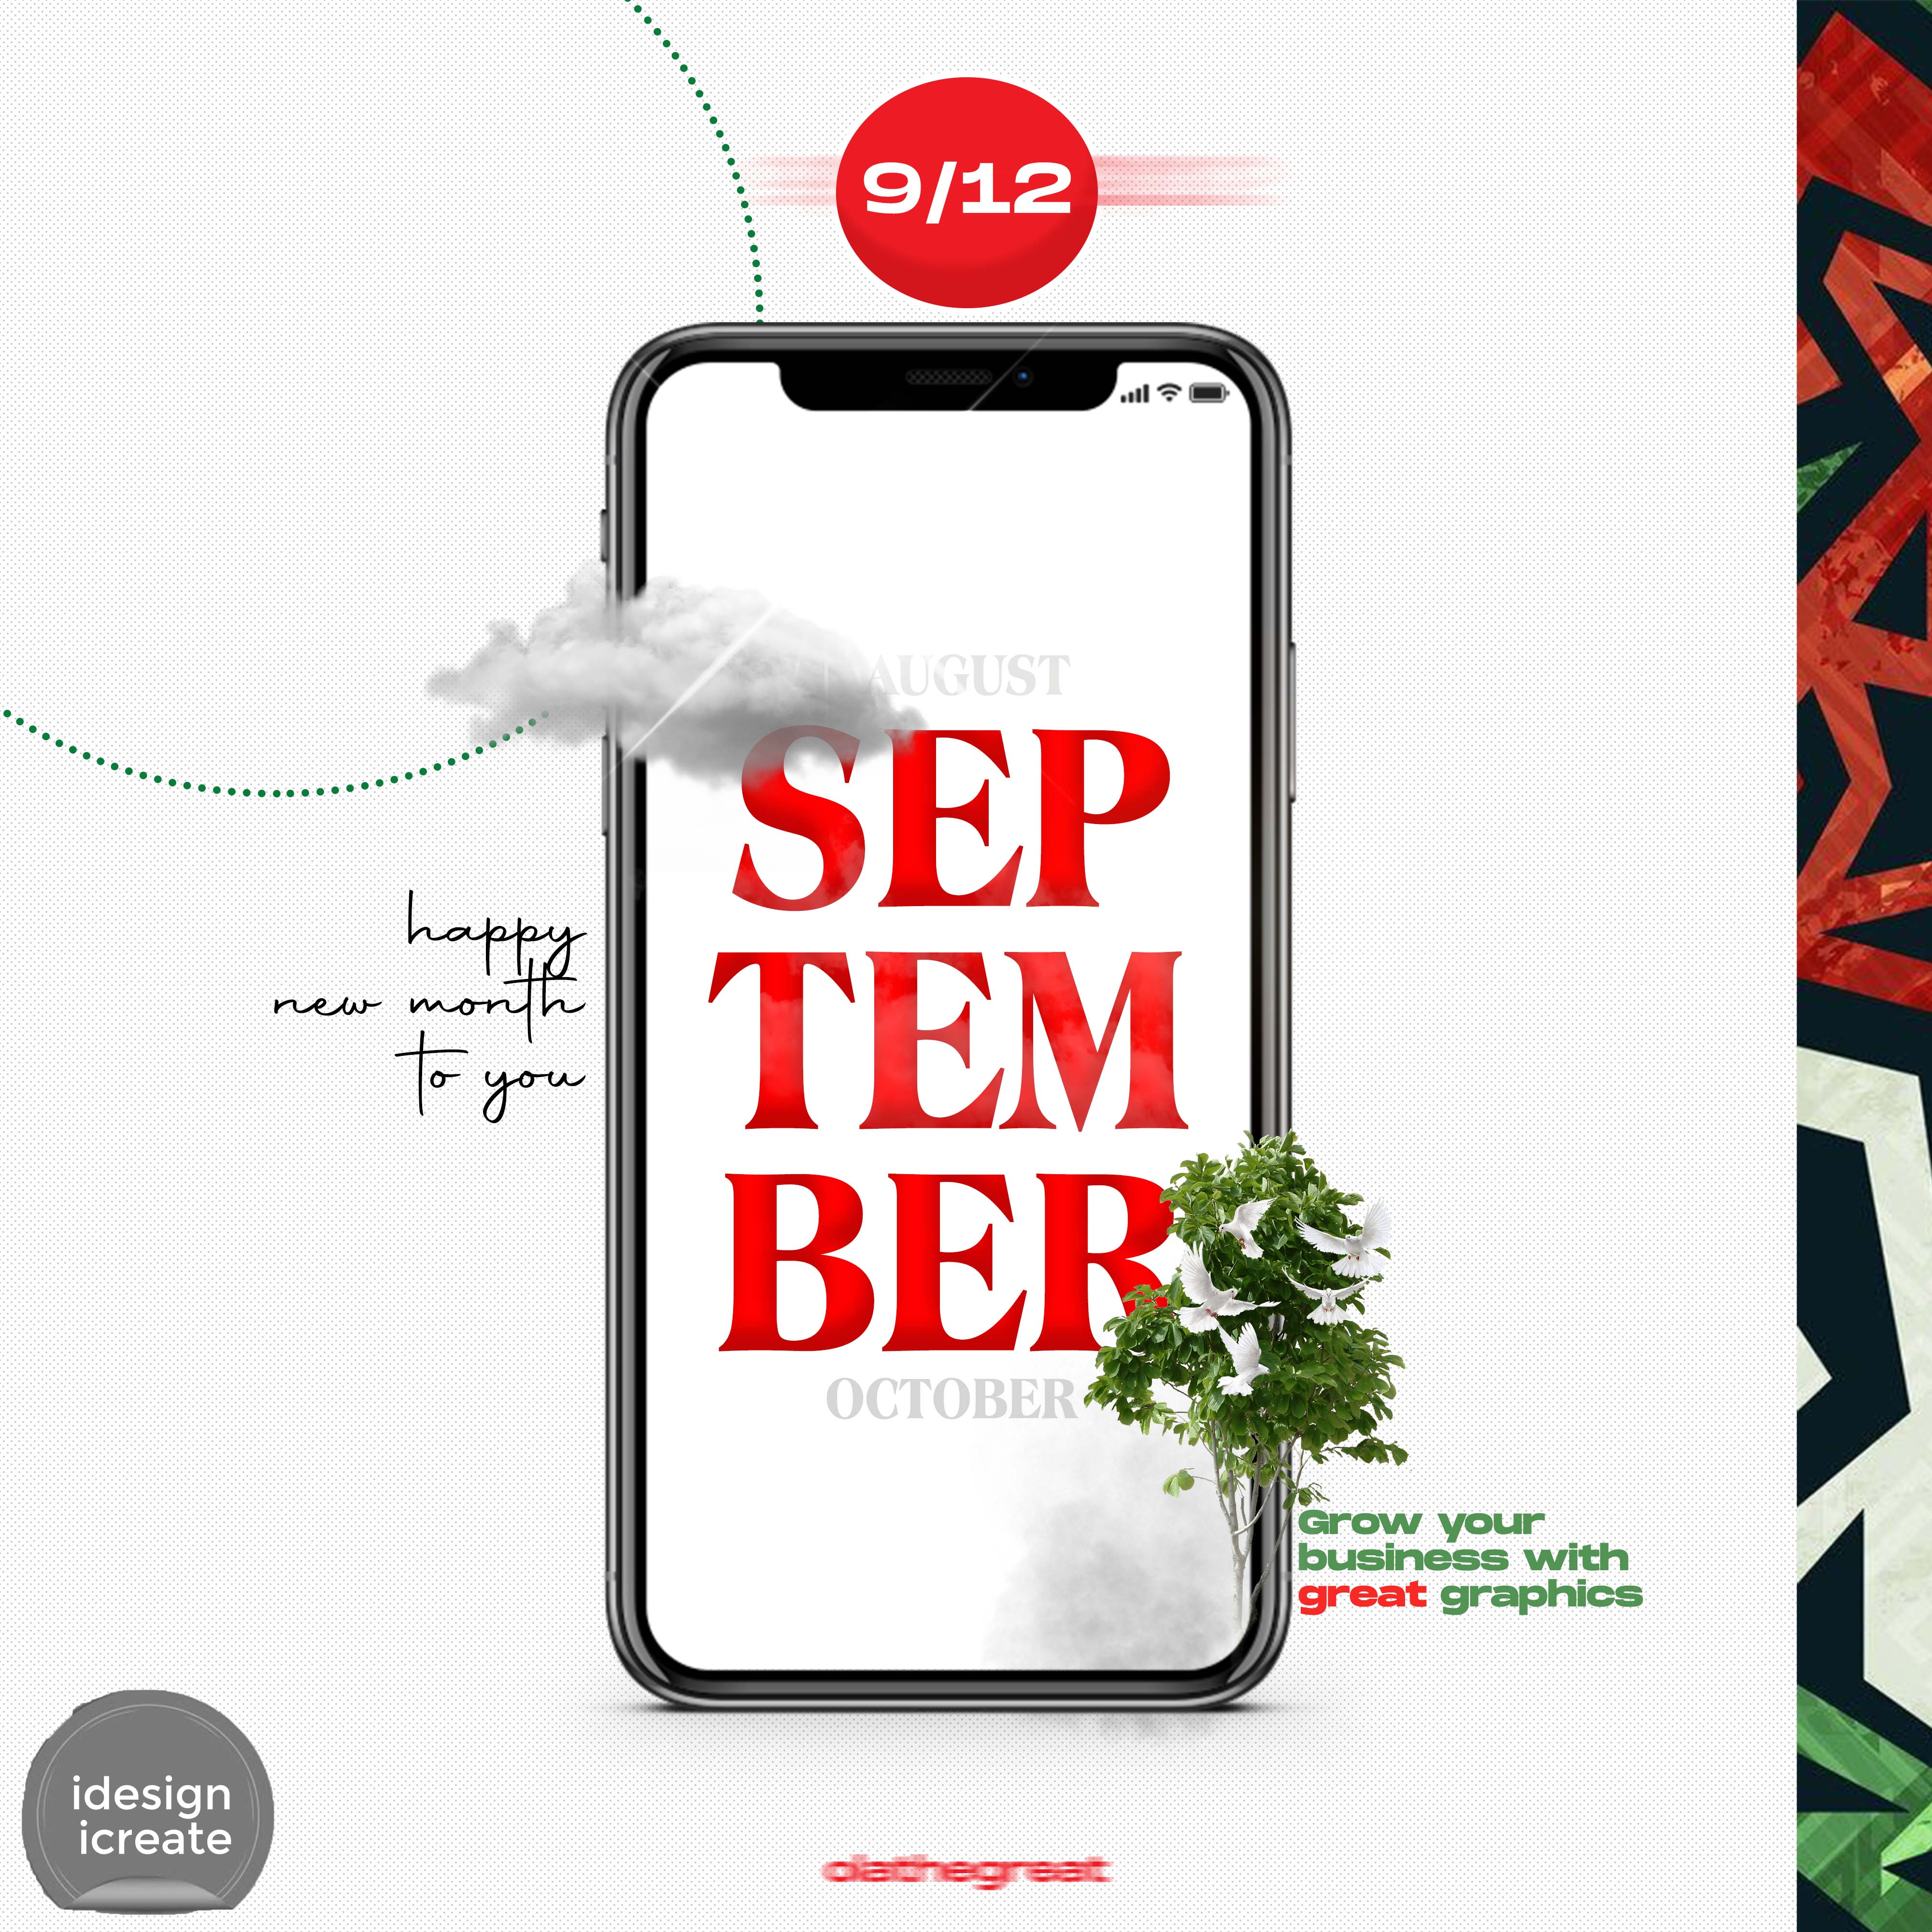 9/12
AUGUST
SEP
TEM
BER
OCTOBER
happy
new month
to you
Grow your
business with
great graphics
idesign
icreate